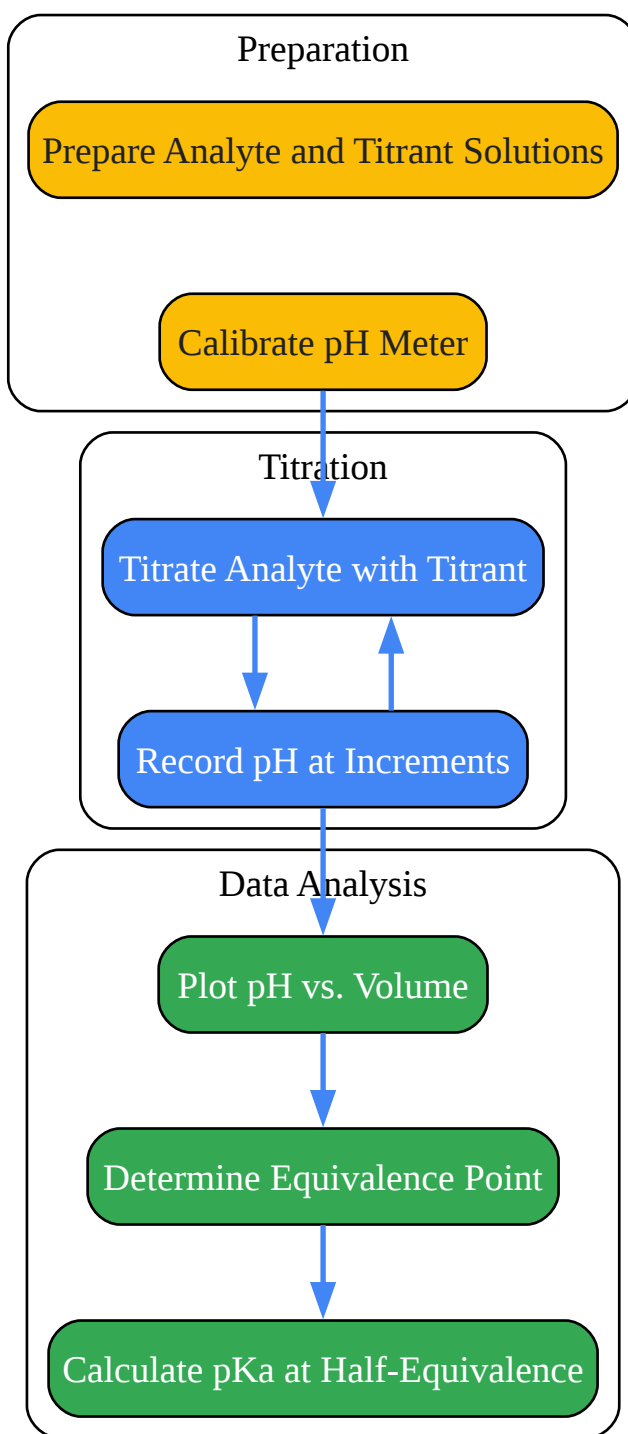 Preparation
Prepare Analyte and Titrant Solutions
Calibrate pH Meter
Titration
Titrate Analyte with Titrant
Record pH at Increments
Data Analysis
Plot pH vs. Volume
Determine Equivalence Point
Calculate pKa at Half-Equivalence